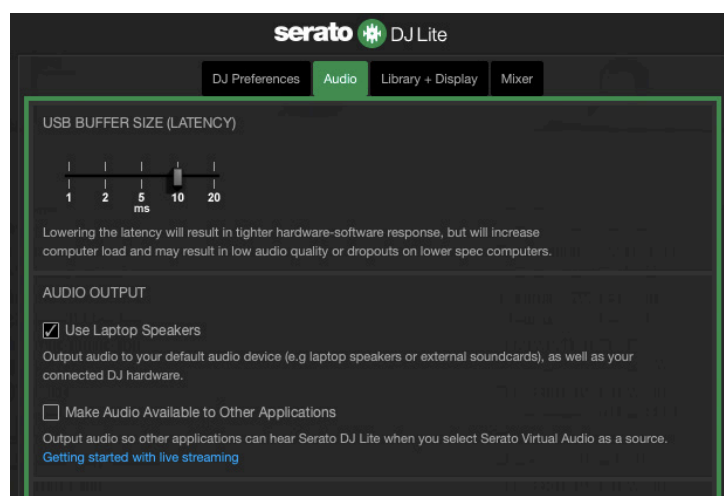 serato DJ Lite
DJ Preferences Audio Library + Display Mixer
USB BUFFER SIZE (LATENCY)
1 2 5 10 20
ms
Lowering the latency will result in tighter hardware-software response, but will increase
computer load and may result in low audio quality or dropouts on lower spec computers.
AUDIO OUTPUT
Use Laptop Speakers
Output audio to your default audio device (e.g laptop speakers or external soundcards), as well as your
connected DJ hardware.
Make Audio Available to Other Applications
Output audio so other applications can hear Serato DJ Lite when you select Serato Virtual Audio as a source.
Getting started with live streaming